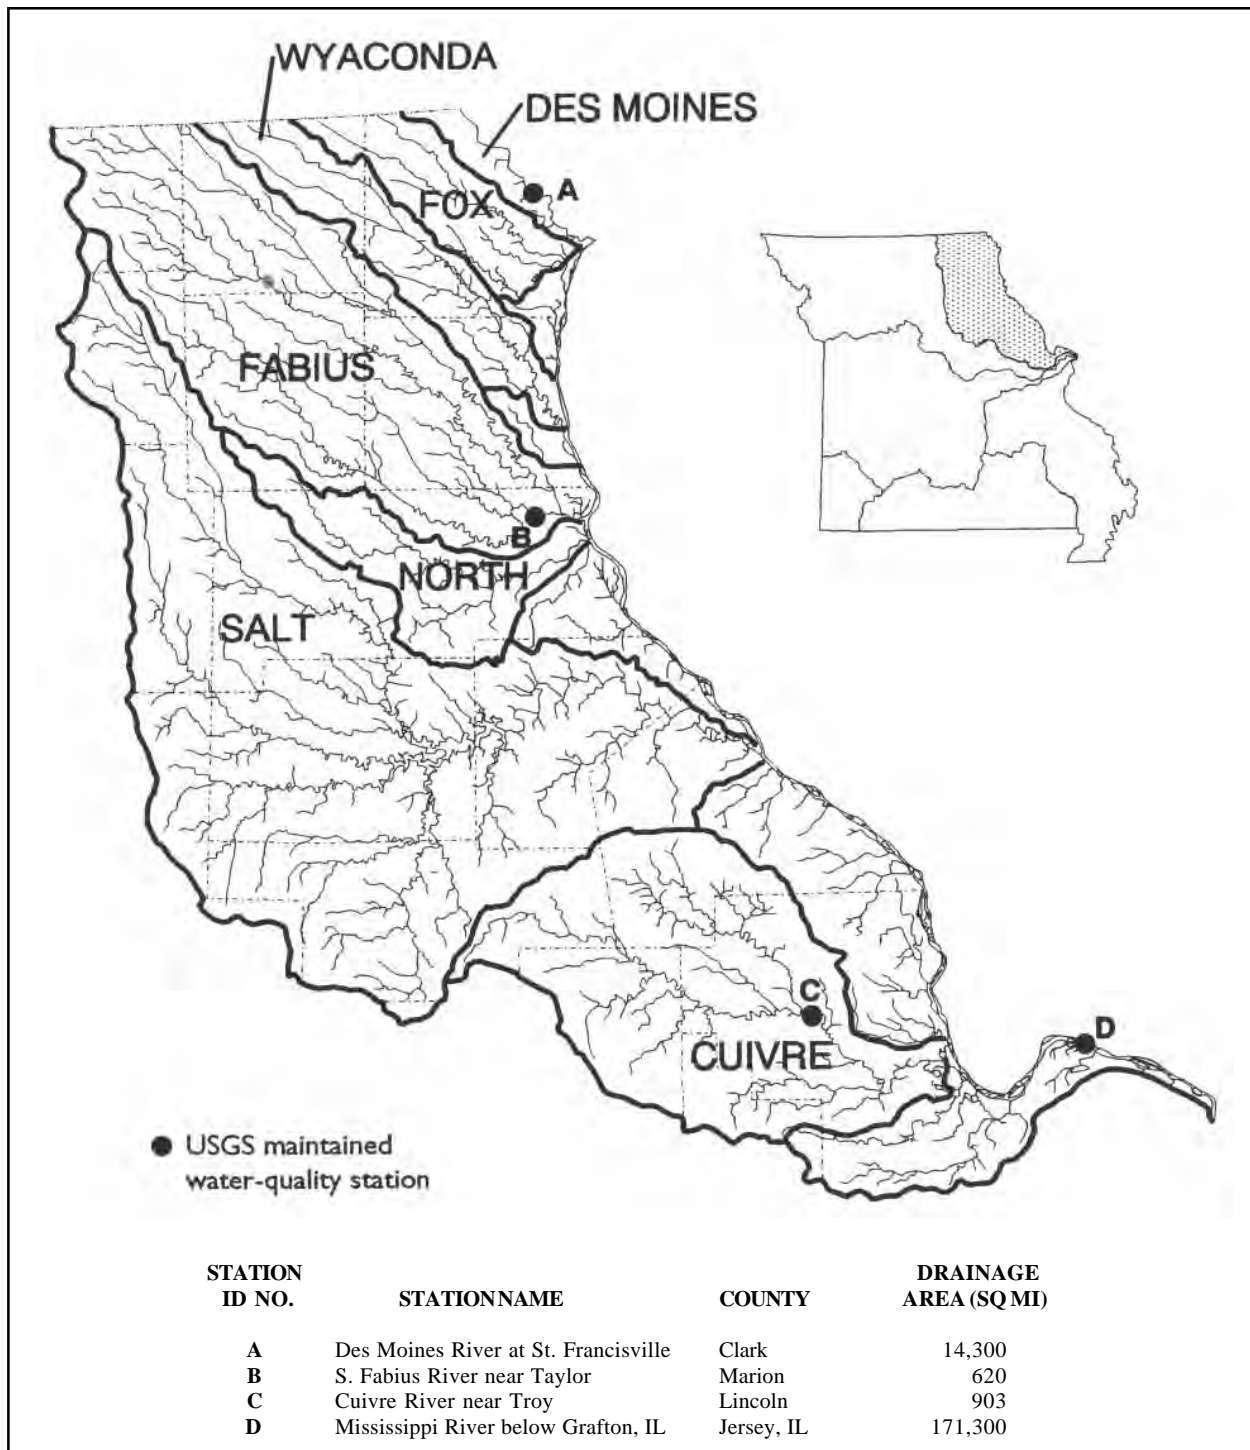 WYACONDA
DES MOINES
A
FOX
FABIUS
B
NORTH
SALT
C
D
CUIVRE
USGS maintained
water-quality station
STATION DRAINAGE
ID NO. STATION NAME COUNTY AREA (SQ MI)
A Des Moines River at St. Francisville Clark 14,300
B S. Fabius River near Taylor Marion 620
C Cuivre River near Troy Lincoln 903
D Mississippi River below Grafton, IL Jersey, IL 171,300